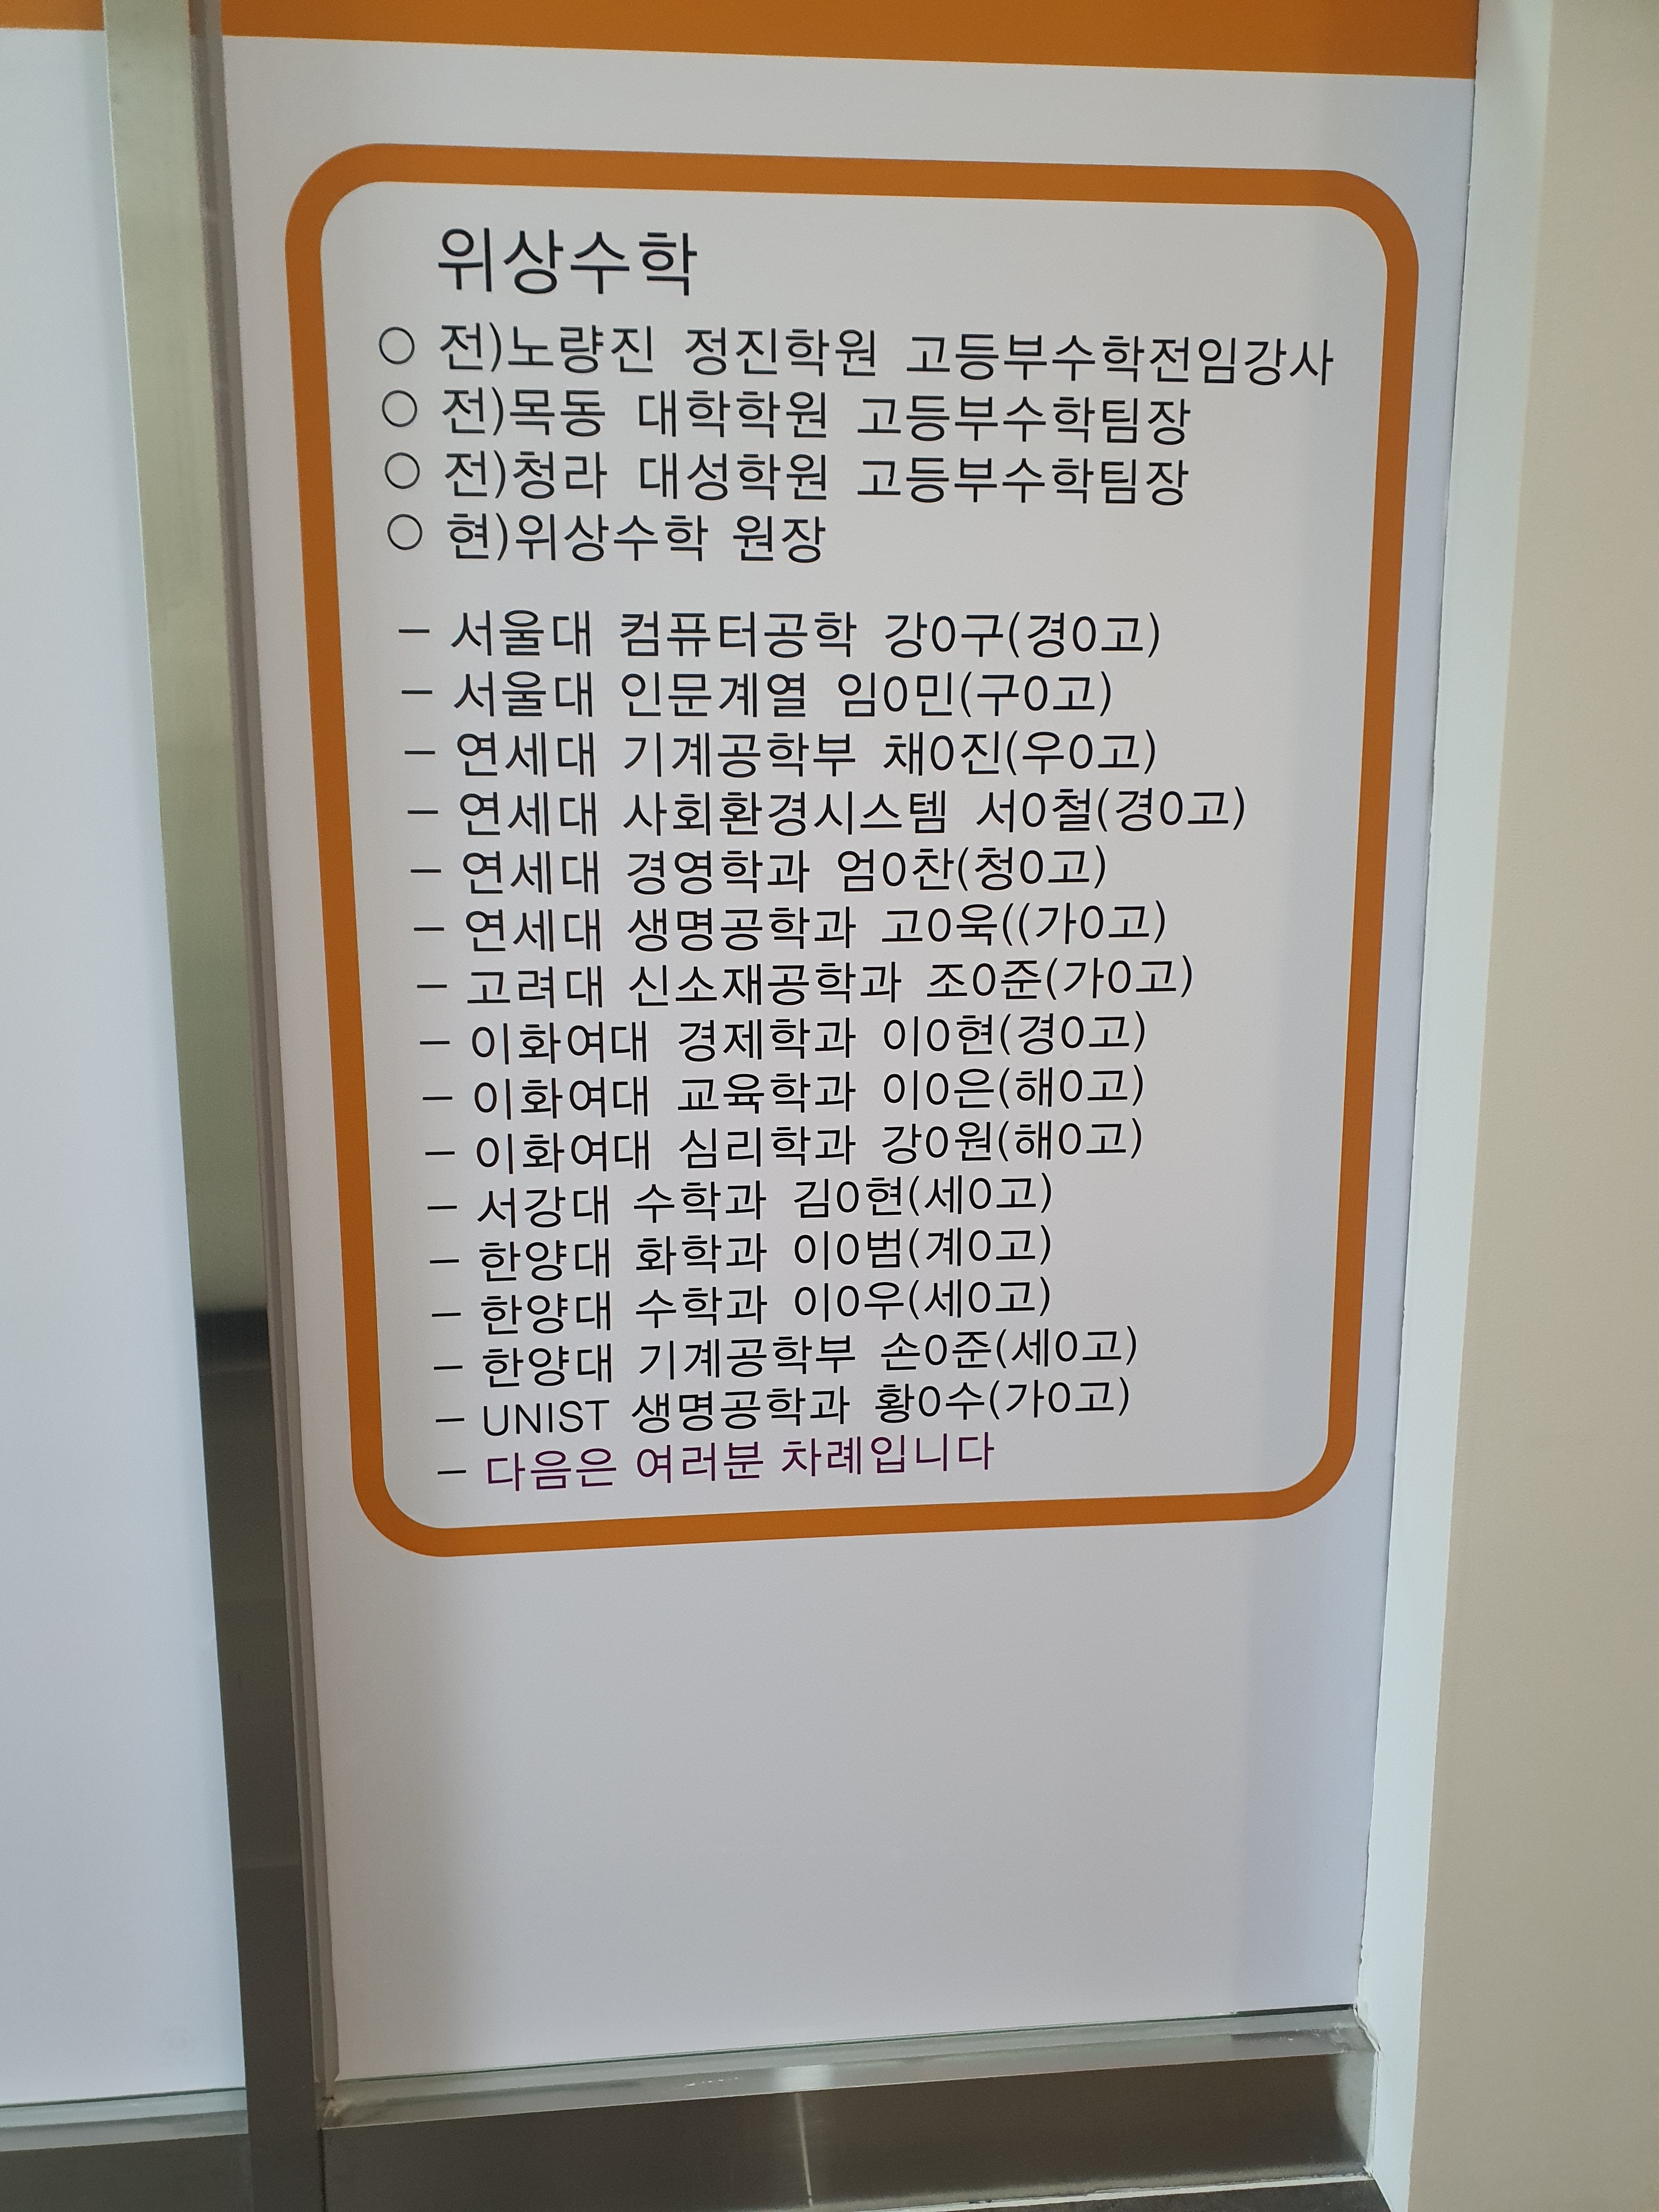 위상수학
○ 전)노량진 정진학원 고등부수학전임강사
○ 전)목동 대학학원 고등부수학팀장
○ 전)청라 대성학원 고등부수학팀장
○ 현)위상수학 원장
- 서울대 컴퓨터공학 강0구(경0고)
- 서울대 인문계열 임0민(구0고)
- 연세대 기계공학부 채0진(우0고)
- 연세대 사회환경시스템 서0철(경0고)
- 연세대 경영학과 엄0찬(청0고)
- 연세대 생명공학과 고0욱((가0고)
- 고려대 신소재공학과 조0준(가0고)
- 이화여대 경제학과 이0현(경0고)
- 이화여대 교육학과 이0은(해0고)
- 이화여대 심리학과 강0원(해0고)
- 서강대 수학과 김0현(세0고)
- 한양대 화학과 이0범(계0고)
- 한양대 수학과 이0우(세0고)
- 한양대 기계공학부 손0준(세0고)
- UNIST 생명공학과 황0수(가0고)
- 다음은 여러분 차례입니다